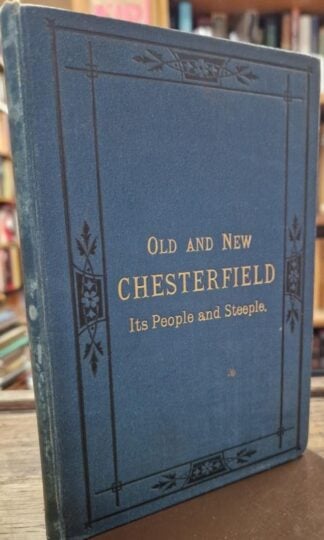 OLD AND NEW
CHESTERFIELD
Its People and Steeple.